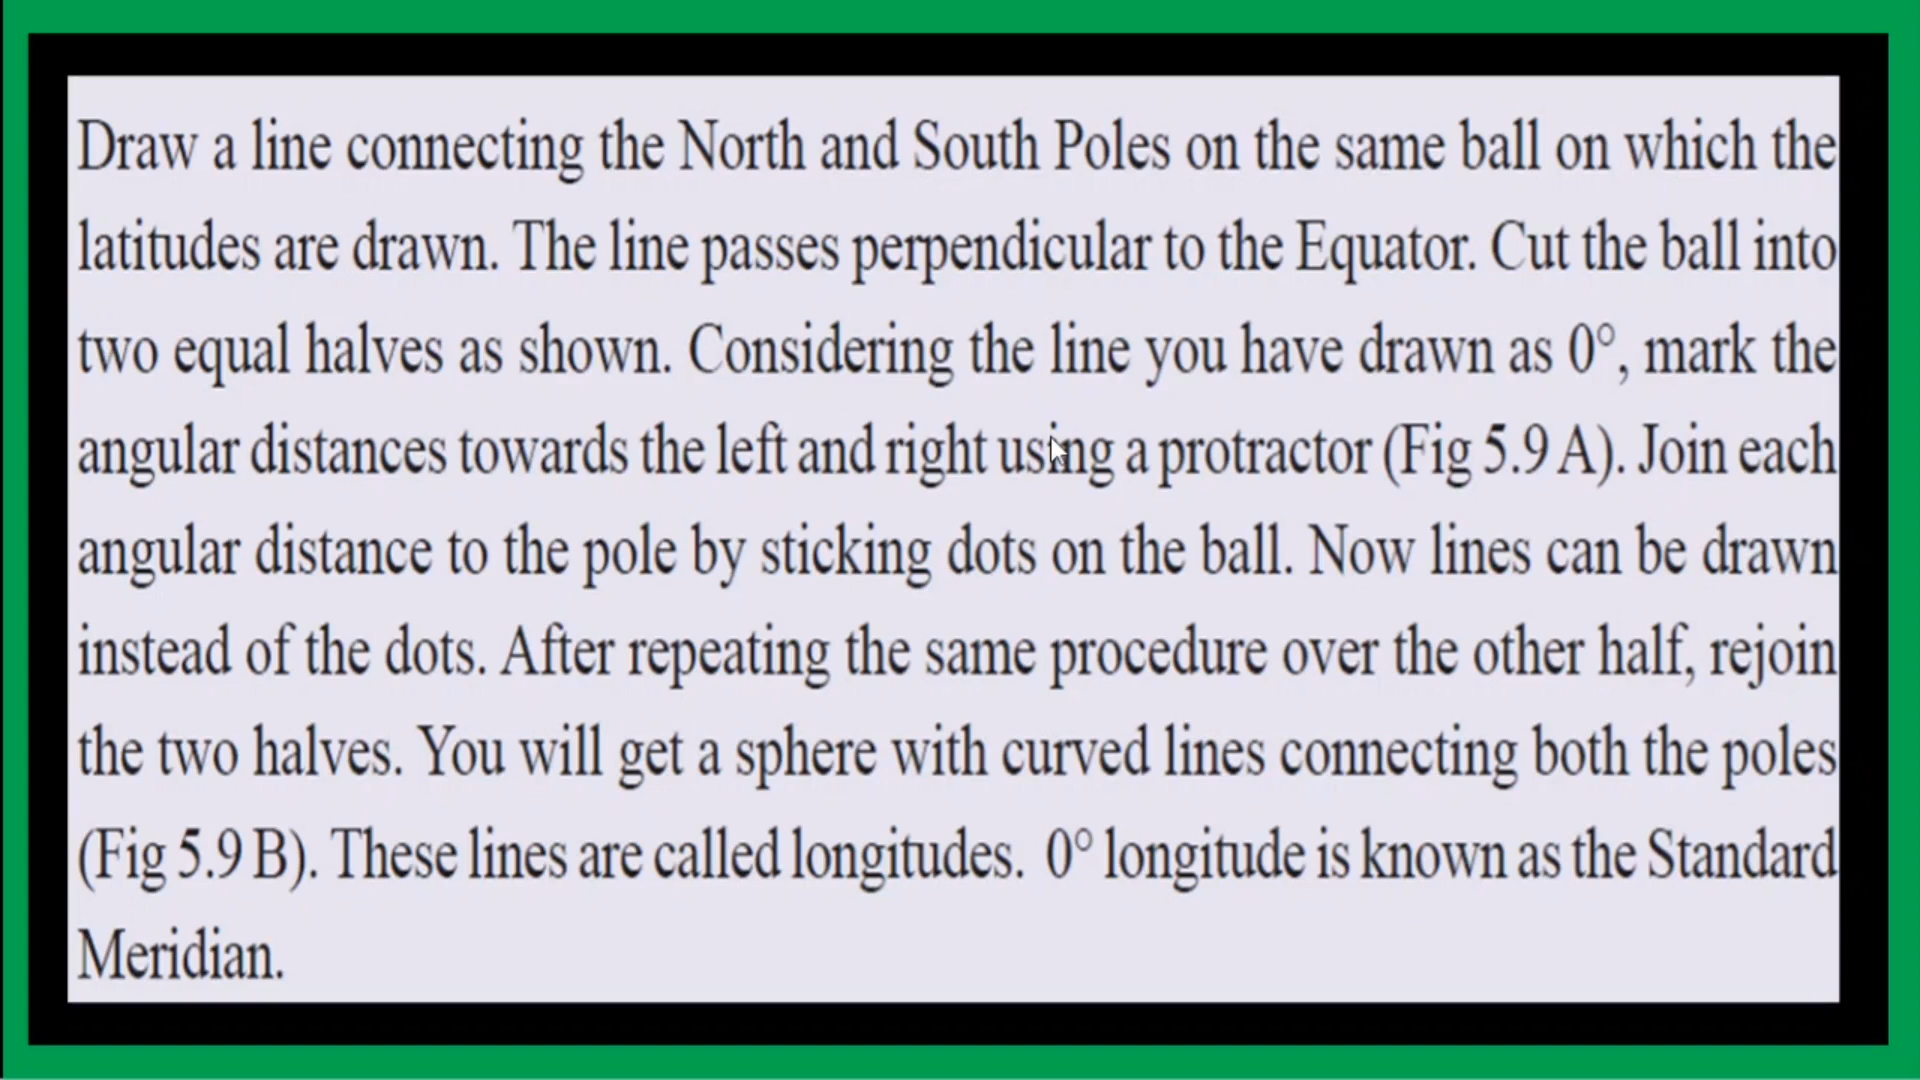 Draw a line connecting the North and South Poles on the same ball on which the
latitudes are drawn. The line passes perpendicular to the Equator. Cut the ball into
two equal halves as shown. Considering the line you have drawn as 0°, mark the
angular distances towards the left and right using a protractor (Fig 5.9 A). Join each
angular distance to the pole by sticking dots on the ball. Now lines can be drawn
instead of the dots. After repeating the same procedure over the other half, rejoin
the two halves. You will get a sphere with curved lines connecting both the poles
(Fig 5.9 B). These lines are called longitudes. 0° longitude is known as the Standard
Meridian.